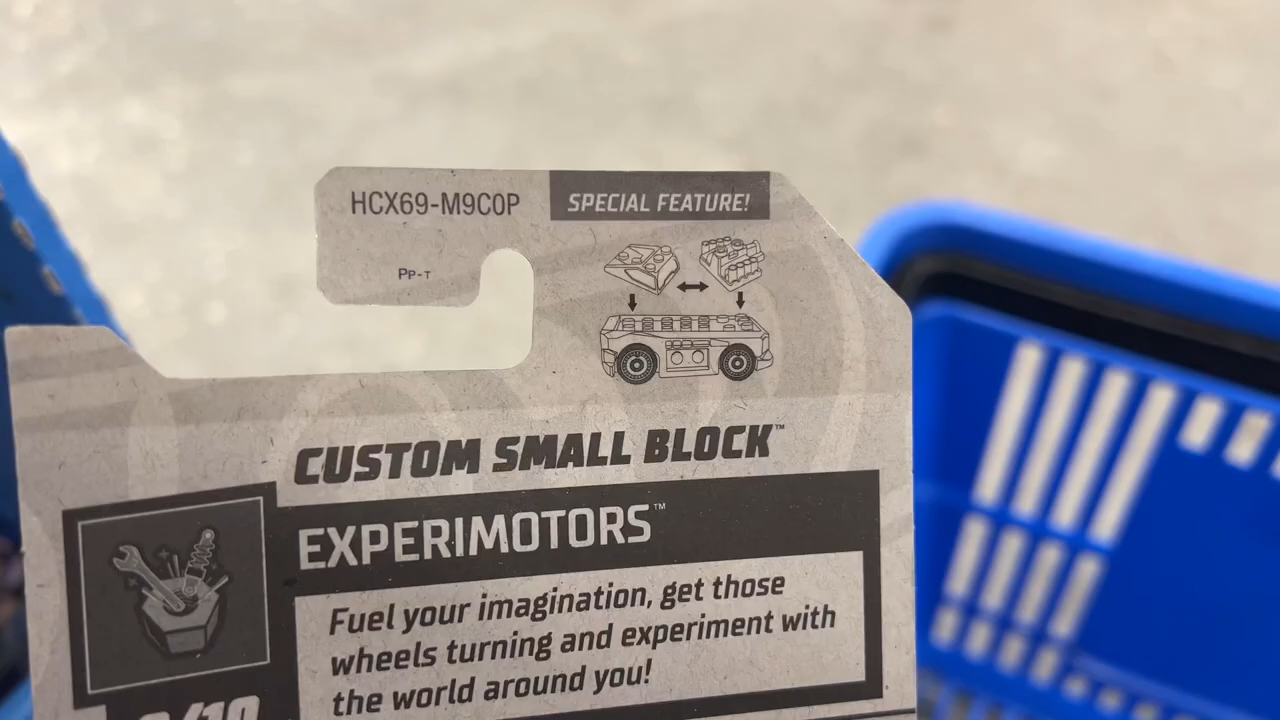 HCX69-M9C0P
SPECIAL FEATURE!
PP-T
CUSTOM SMALL BLOCK™
EXPERIMOTORS™
Fuel your imagination, get those
wheels turning and experiment with
the world around you!
/10